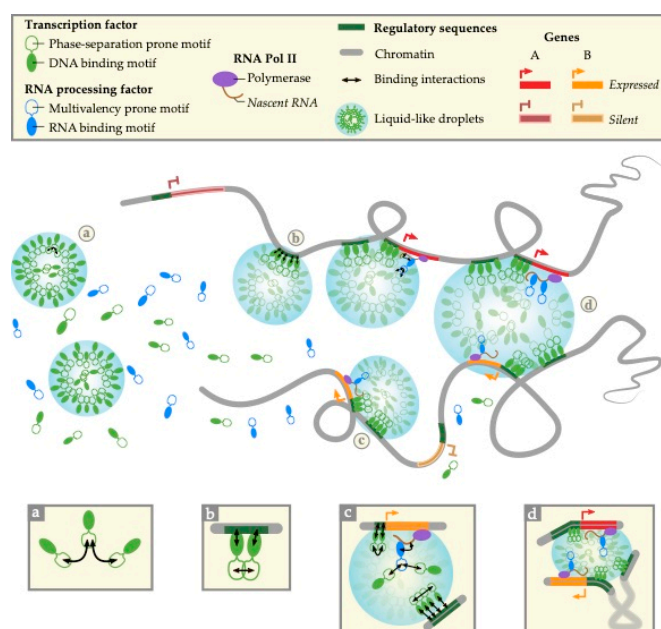 Transcription factor
Phase-separation prone motif
DNA binding motif
RNA processing factor
Multivalency prone motif
RNA binding motif
RNA Pol II
Polymerase
Nascent RNA
Regulatory sequences
Chromatin
Binding interactions
Liquid-like droplets
Genes
A B
Expressed
Silent
a
b
c
d
a
b
c
d